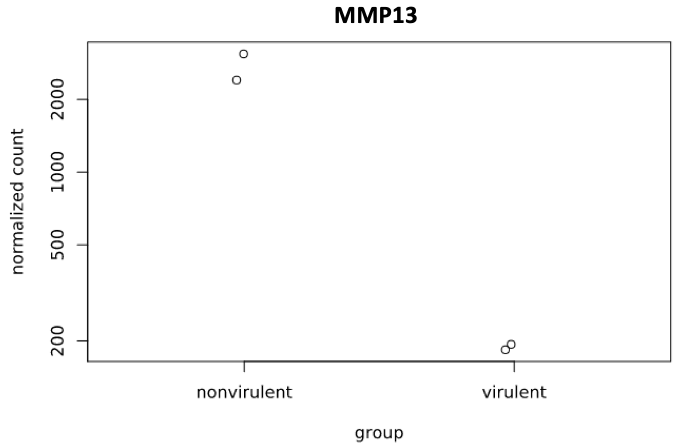 MMP13
normalized count
2000
1000
500
200
nonvirulent virulent
group